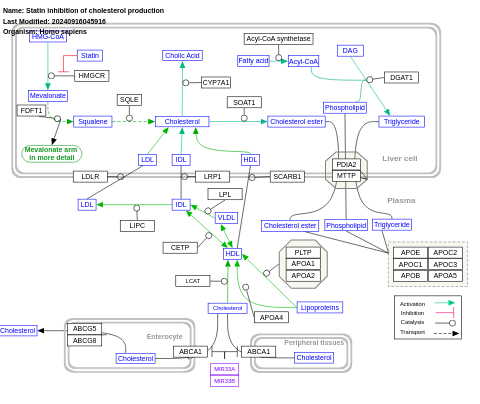 Name: Statin Inhibition of cholesterol production
Last Modified: 20240916045916
Organism: Homo sapiens
HMG-CoA
Statin
HMGCR
Mevalonate
FDFT1
Squalene
SQLE
Mevalonate arm
in more detail
Cholic Acid
CYP7A1
Cholesterol
Acyl-CoA synthetase
Fatty acid
Acyl-CoA
DAG
DGAT1
SOAT1
Phospholipid
Cholesterol ester
Triglyceride
LDL
IDL
HDL
PDIA2
MTTP
Liver cell
LDLR
LRP1
SCARB1
LPL
LDL
IDL
VLDL
LIPC
CETP
HDL
Plasma
Cholesterol ester
Phospholipid
Triglyceride
PLTP
APOA1
APOA2
APOE
APOC2
APOC1
APOC3
APOB
APOA5
LCAT
Cholesterol
APOA4
Lipoproteins
Activation
Inhibition
Catalysis
Transport
Cholesterol
ABCG5
ABCG8
Enterocyte
Cholesterol
ABCA1
ABCA1
Peripheral tissues
Cholesterol
MIR33A
MIR33B